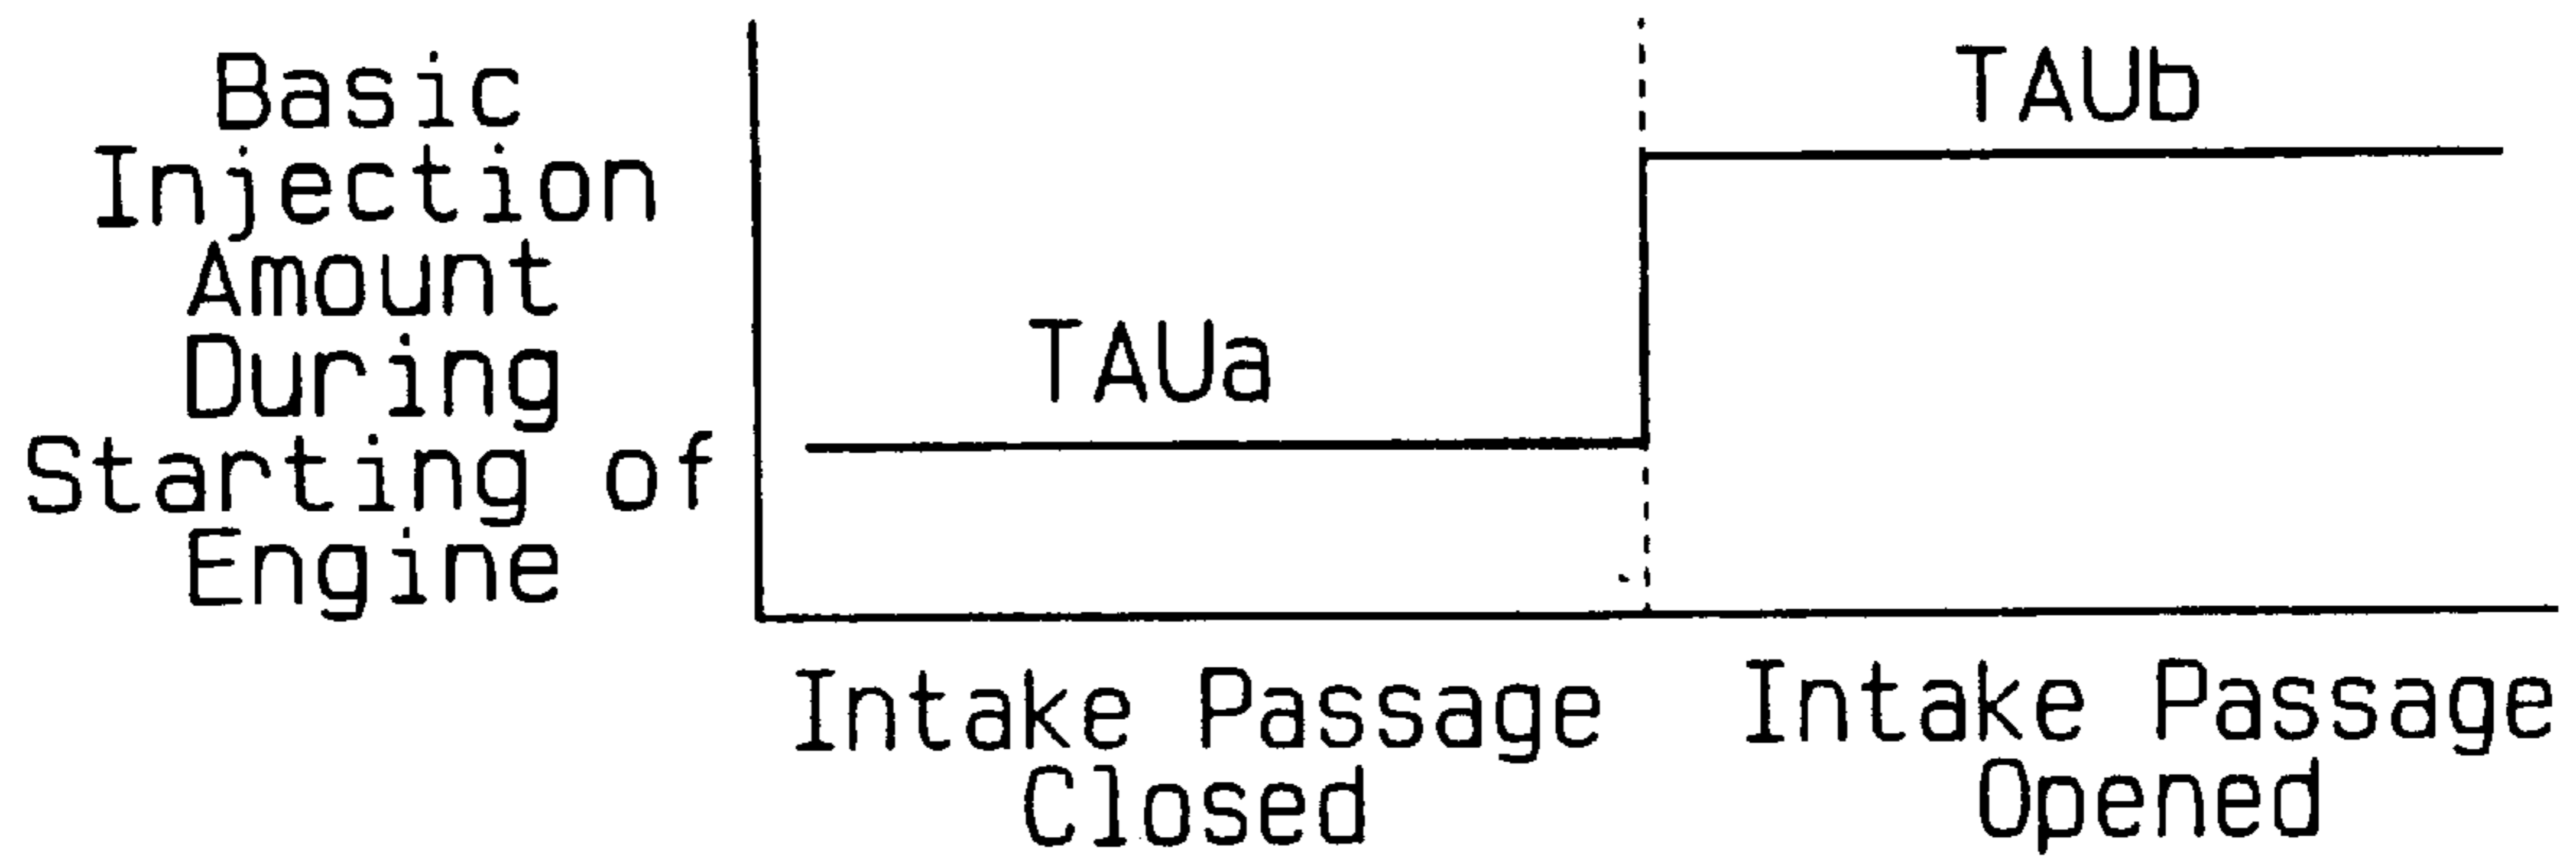 Basic
Injection
Amount
During
Starting of
Engine
TAUa
TAUb
Intake Passage
Closed
Intake Passage
Opened